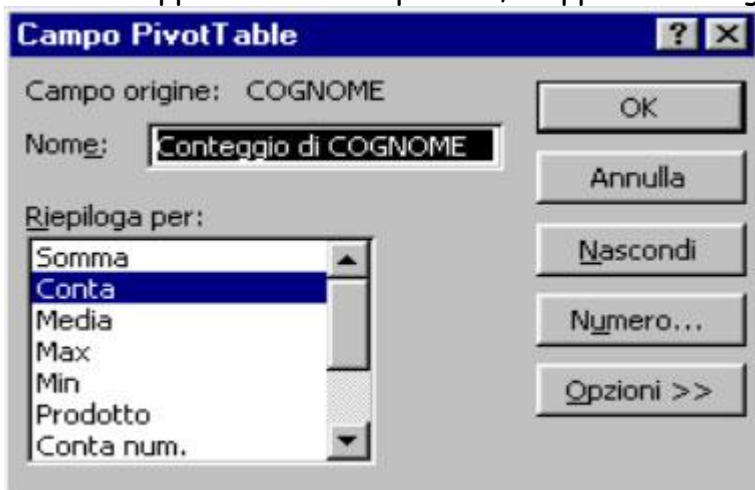 Campo PivotTable
Campo origine: COGNOME
Nome: Conteggio di COGNOME
Riepiloga per:
Somma
Conta
Media
Max
Min
Prodotto
Conta num.
OK
Annulla
Nascondi
Numero...
Opzioni >>